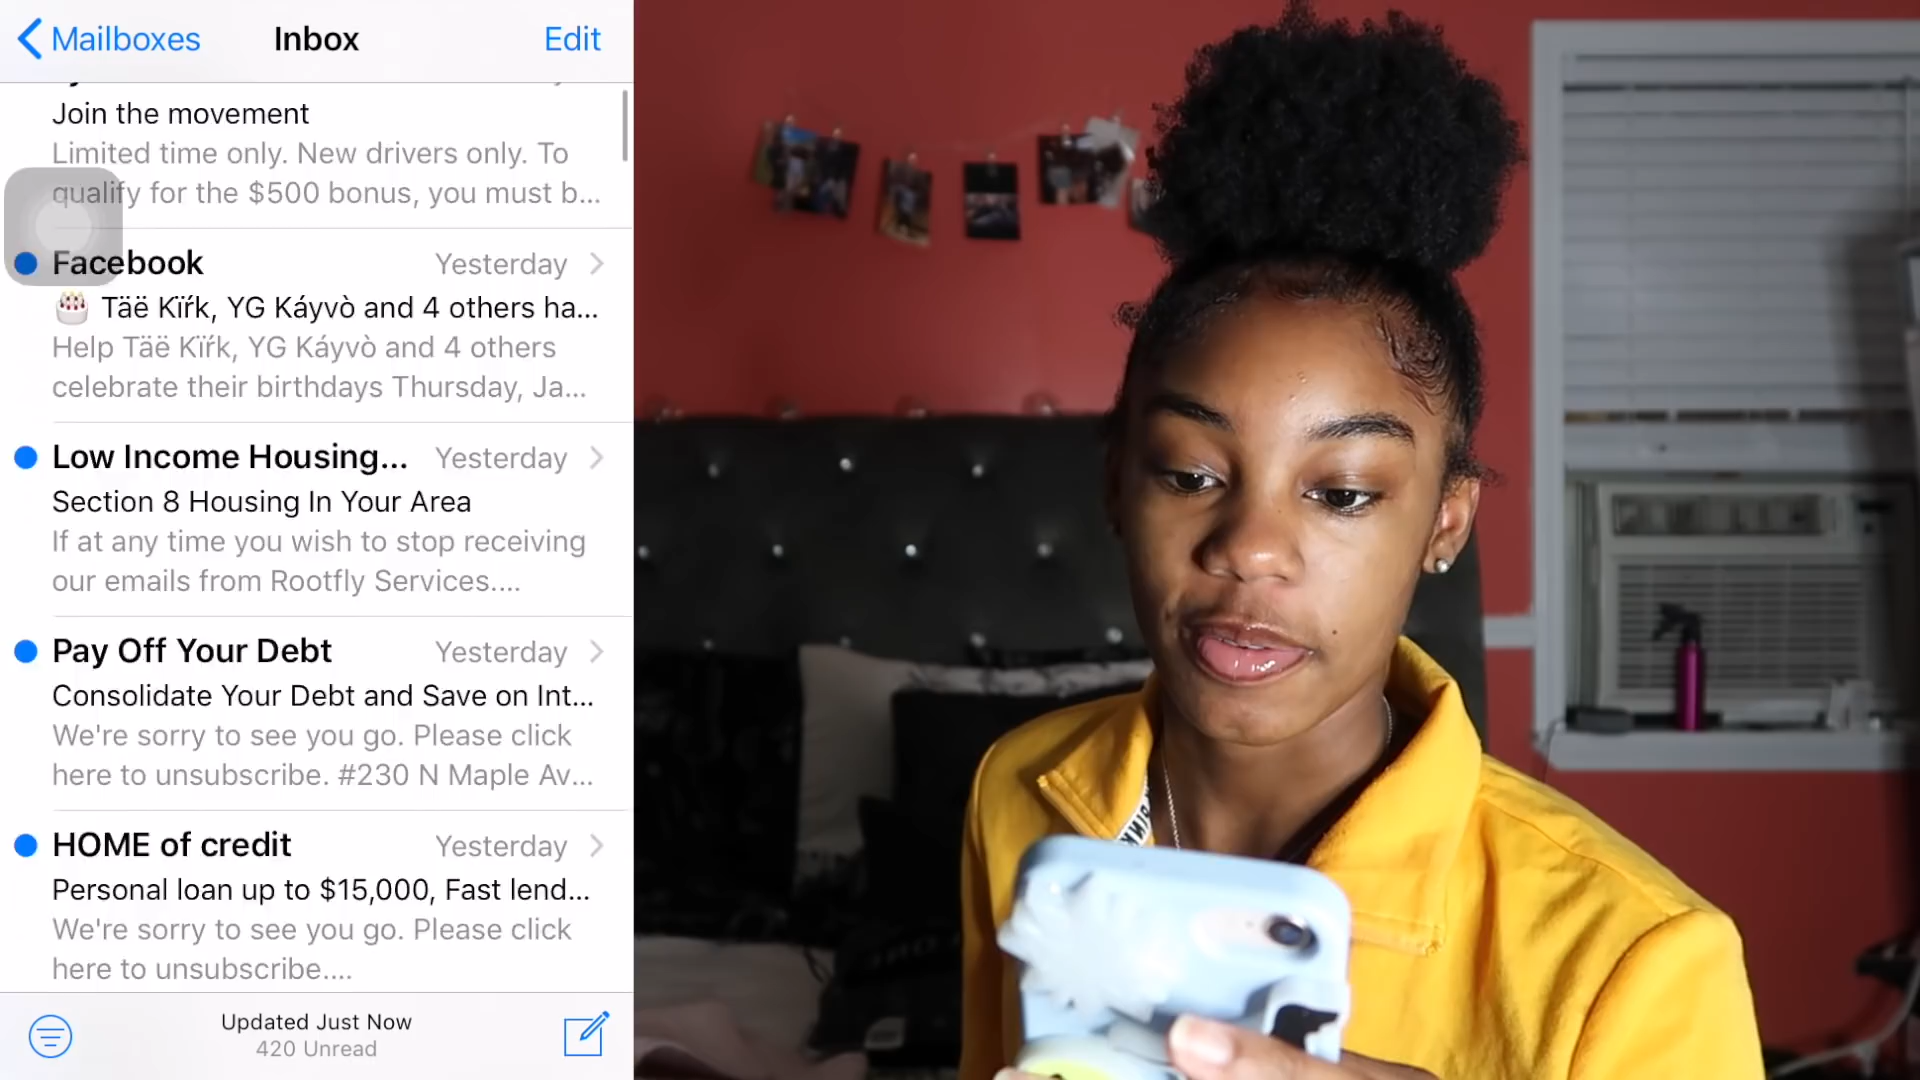 Mailboxes
Inbox
Edit
Join the movement
Limited time only. New drivers only. To
qualify for the $500 bonus, you must b...
Facebook
Yesterday
🎂 Täë Kïřk, YG Káyvò and 4 others ha...
Help Täë Kïřk, YG Káyvò and 4 others
celebrate their birthdays Thursday, Ja...
Low Income Housing...
Yesterday
Section 8 Housing In Your Area
If at any time you wish to stop receiving
our emails from Rootfly Services....
Pay Off Your Debt
Yesterday
Consolidate Your Debt and Save on Int...
We're sorry to see you go. Please click
here to unsubscribe. #230 N Maple Av...
HOME of credit
Yesterday
Personal loan up to $15,000, Fast lend...
We're sorry to see you go. Please click
here to unsubscribe....
Updated Just Now
420 Unread